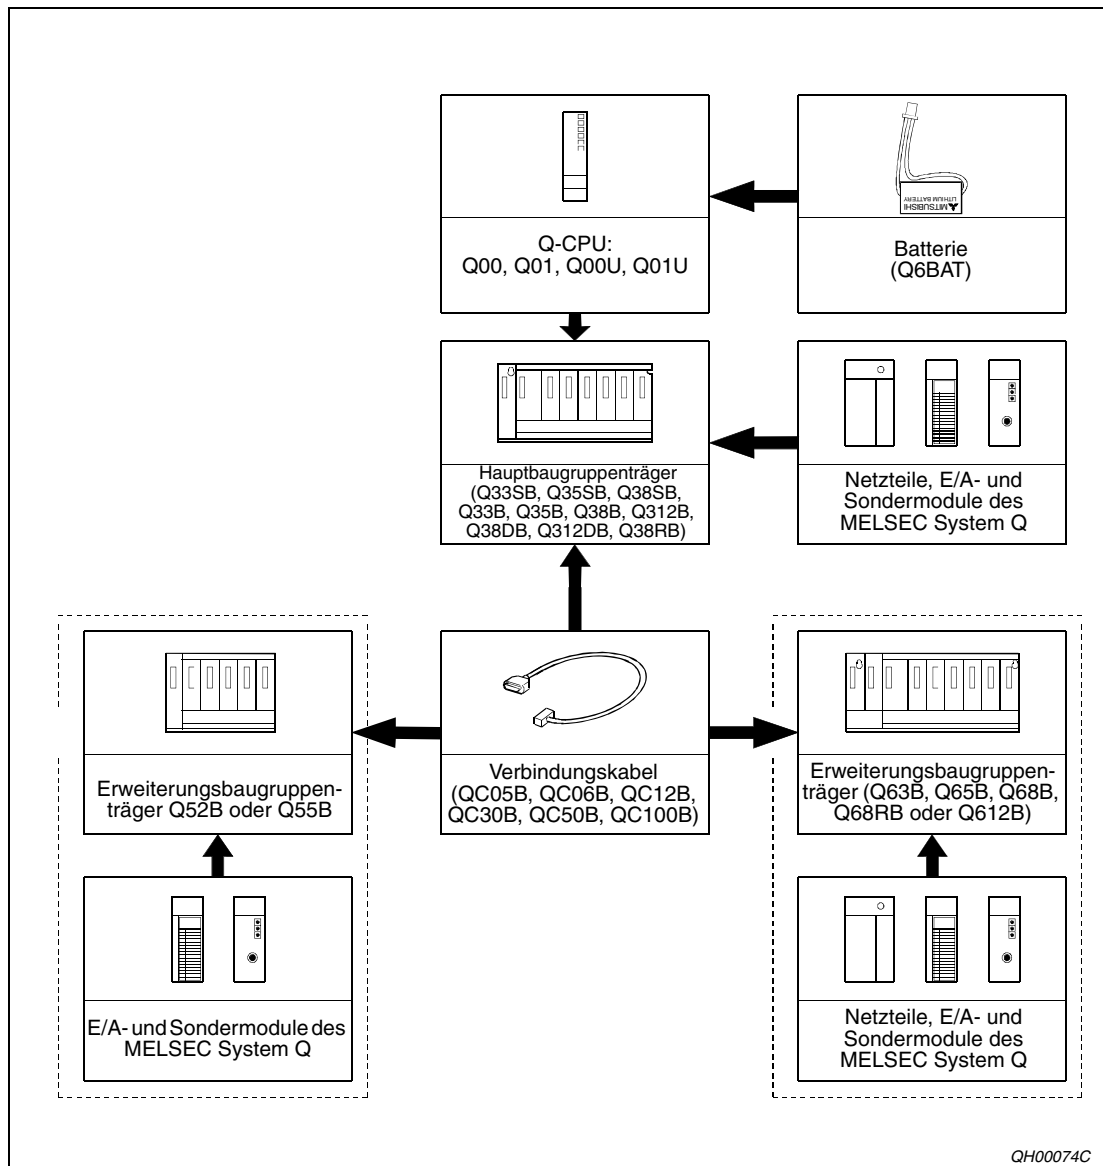 Q-CPU:
Q00, Q01, Q00U, Q01U
MITSUBISHI
LITHIUM BATTERY
Batterie
(Q6BAT)
Hauptbaugruppenträger
(Q33SB, Q35SB, Q38SB,
Q33B, Q35B, Q38B, Q312B,
Q38DB, Q312DB, Q38RB)
Netzteile, E/A- und
Sondermodule des
MELSEC System Q
Erweiterungsbaugruppen-
träger Q52B oder Q55B
Verbindungskabel
(QC05B, QC06B, QC12B,
QC30B, QC50B, QC100B)
Erweiterungsbaugruppen-
träger (Q63B, Q65B, Q68B,
Q68RB oder Q612B)
E/A- und Sondermodule des
MELSEC System Q
Netzteile, E/A- und
Sondermodule des
MELSEC System Q
QH00074C